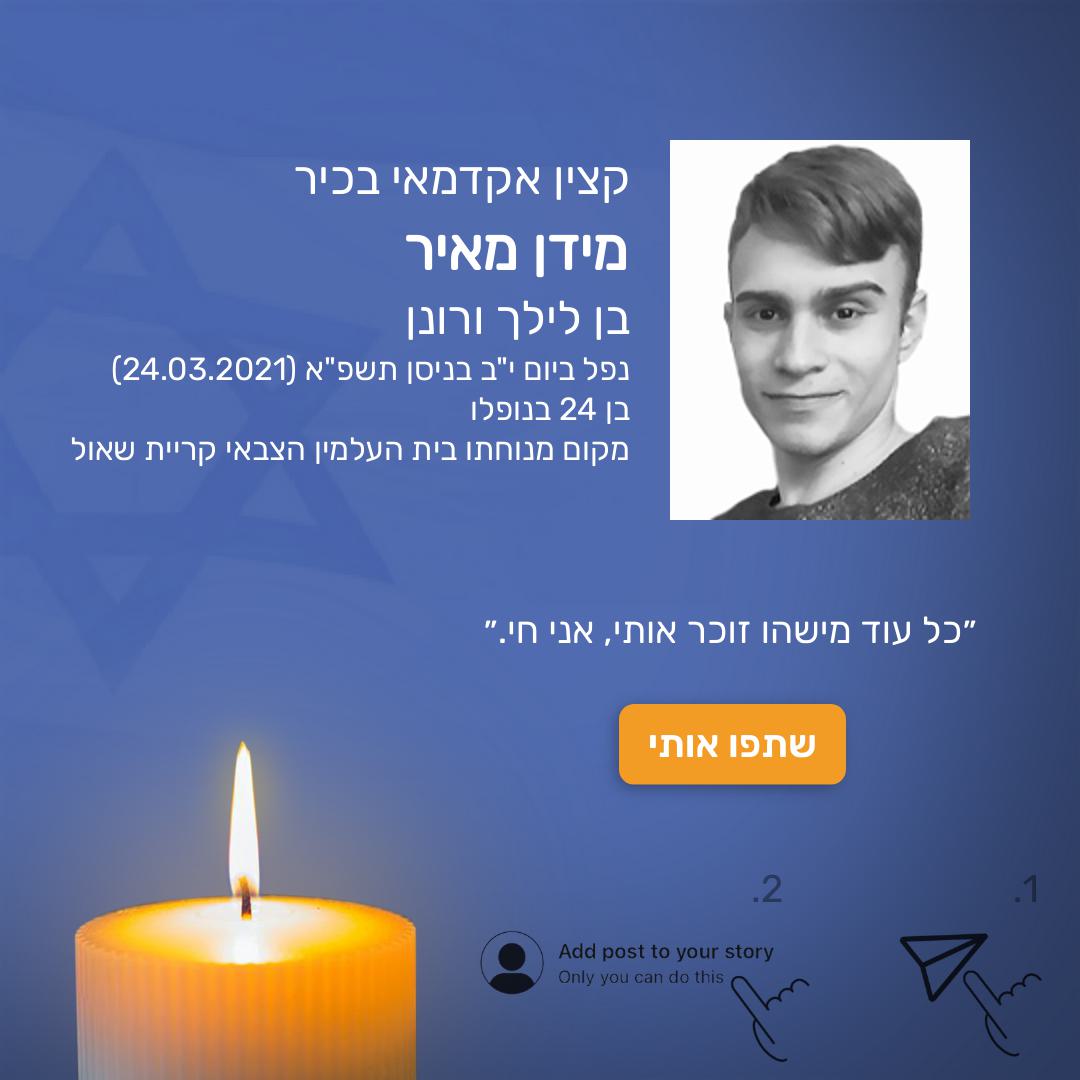 קצין אקדמאי בכיר
מידן מאיר
בן לילך ורונן
נפל ביום י"ב בניסן תשפ"א (24.03.2021)
בן 24 בנופלו
מקום מנוחתו בית העלמין הצבאי קריית שאול
״כל עוד מישהו זוכר אותי, אני חי.״
שתפו אותי
1.
2.
Add post to your story
Only you can do this